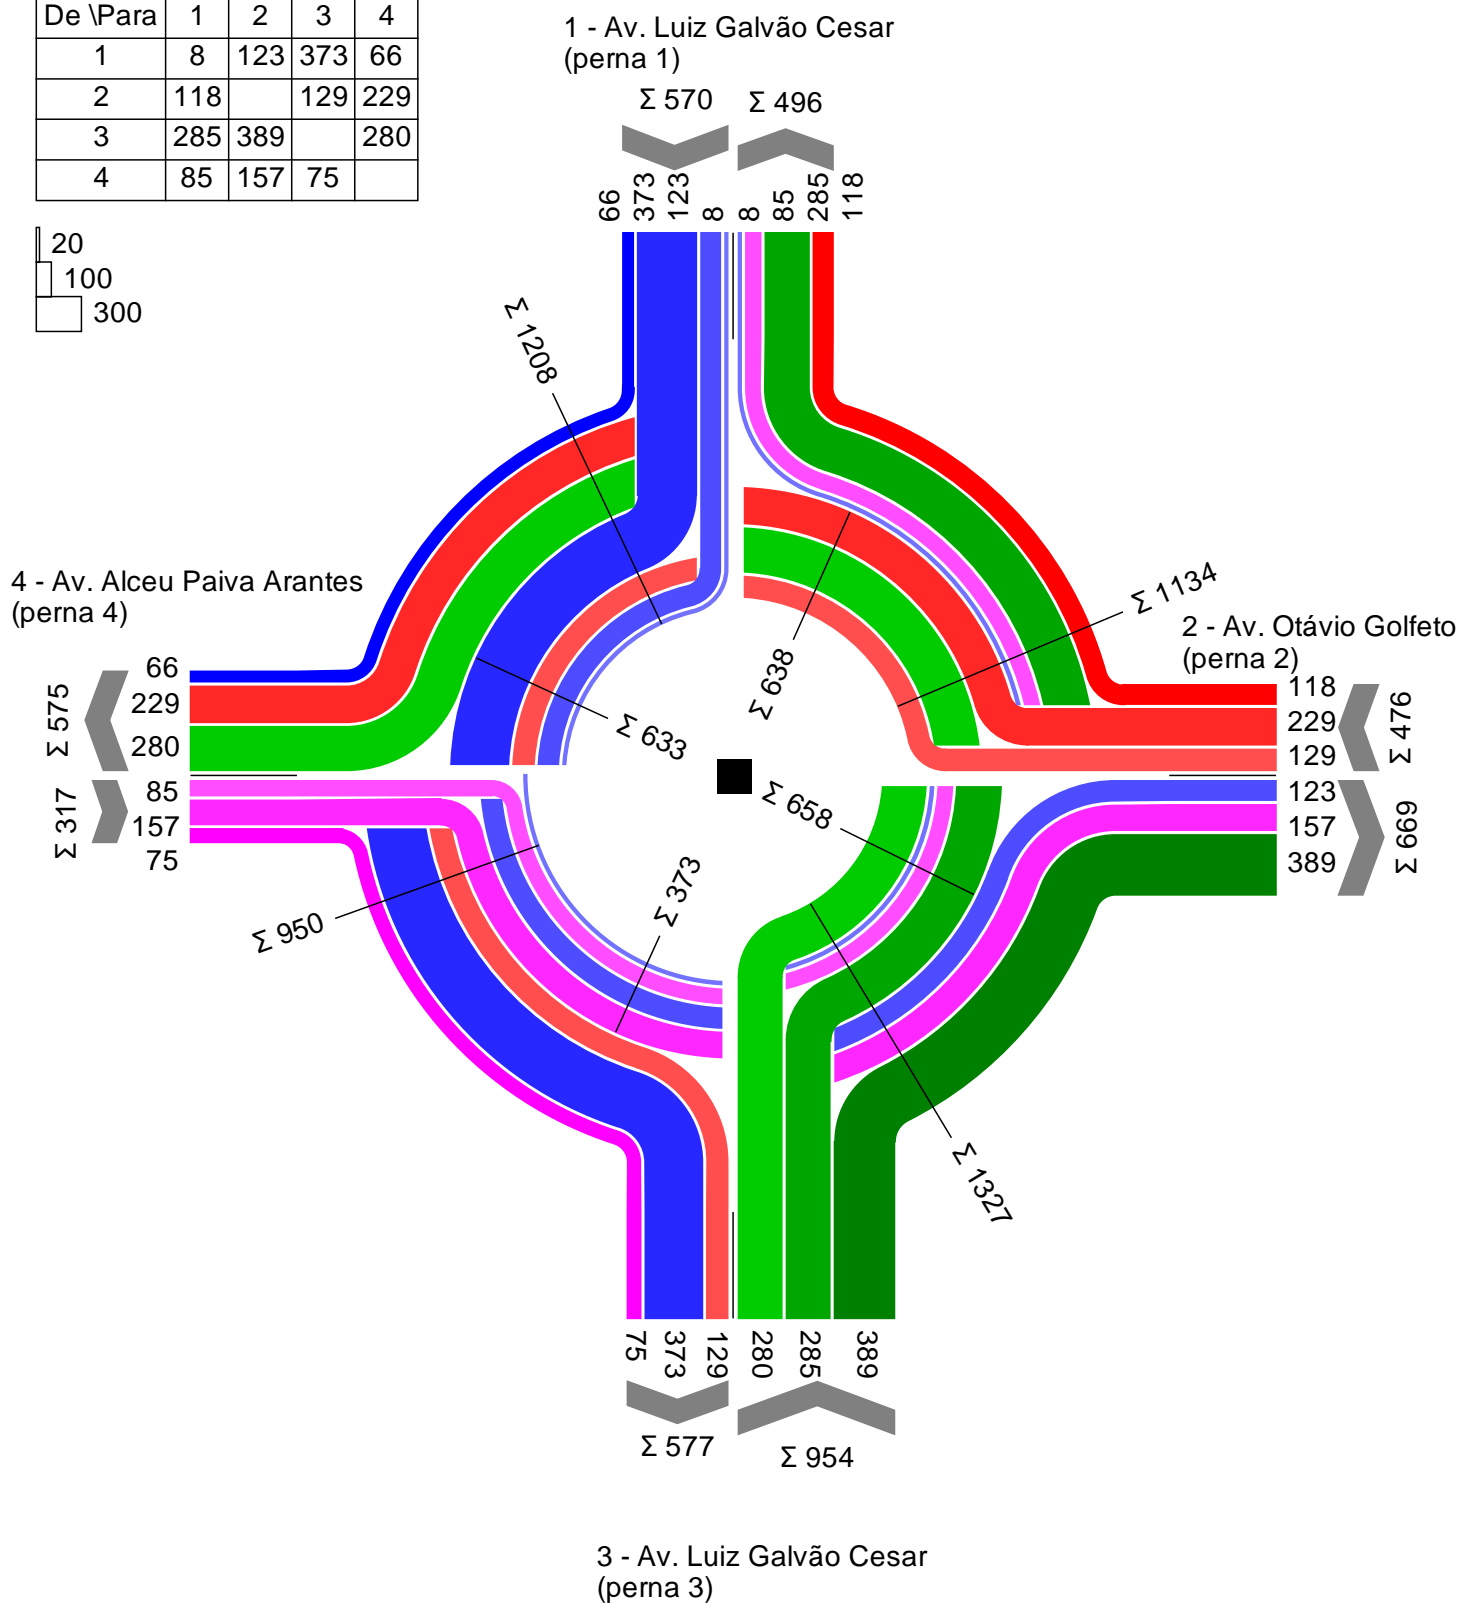 De \Para 1 2 3 4
1 8 123 373 66
2 118 129 229
3 285 389 280
4 85 157 75
20
100
300
1 - Av. Luiz Galvão Cesar
(perna 1)
Σ 570
Σ 496
66
373
123
8
8
85
285
118
Σ 1208
Σ 638
Σ 1134
Σ 633
Σ 658
Σ 950
Σ 373
Σ 1327
4 - Av. Alceu Paiva Arantes
(perna 4)
66
229
280
Σ 575
85
157
75
Σ 317
2 - Av. Otávio Golfeto
(perna 2)
118
229
129
Σ 476
123
157
389
Σ 669
75
373
129
280
285
389
Σ 577
Σ 954
3 - Av. Luiz Galvão Cesar
(perna 3)